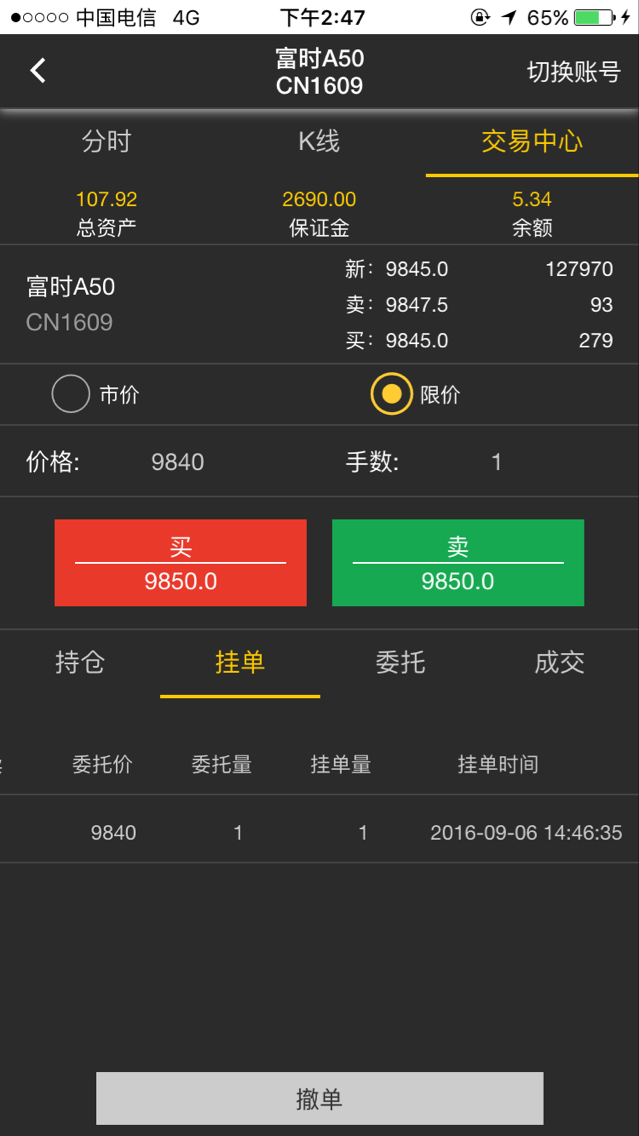 中国电信 4G 下午2:47 65%
富时A50
CN1609
切换账号
分时 K线 交易中心
107.92 2690.00 5.34
总资产 保证金 余额
富时A50
CN1609
新: 9845.0 127970
卖: 9847.5 93
买: 9845.0 279
市价 限价
价格: 9840 手数: 1
买 卖
9850.0 9850.0
持仓 挂单 委托 成交
委托价 委托量 挂单量 挂单时间
9840 1 1 2016-09-06 14:46:35
撤单